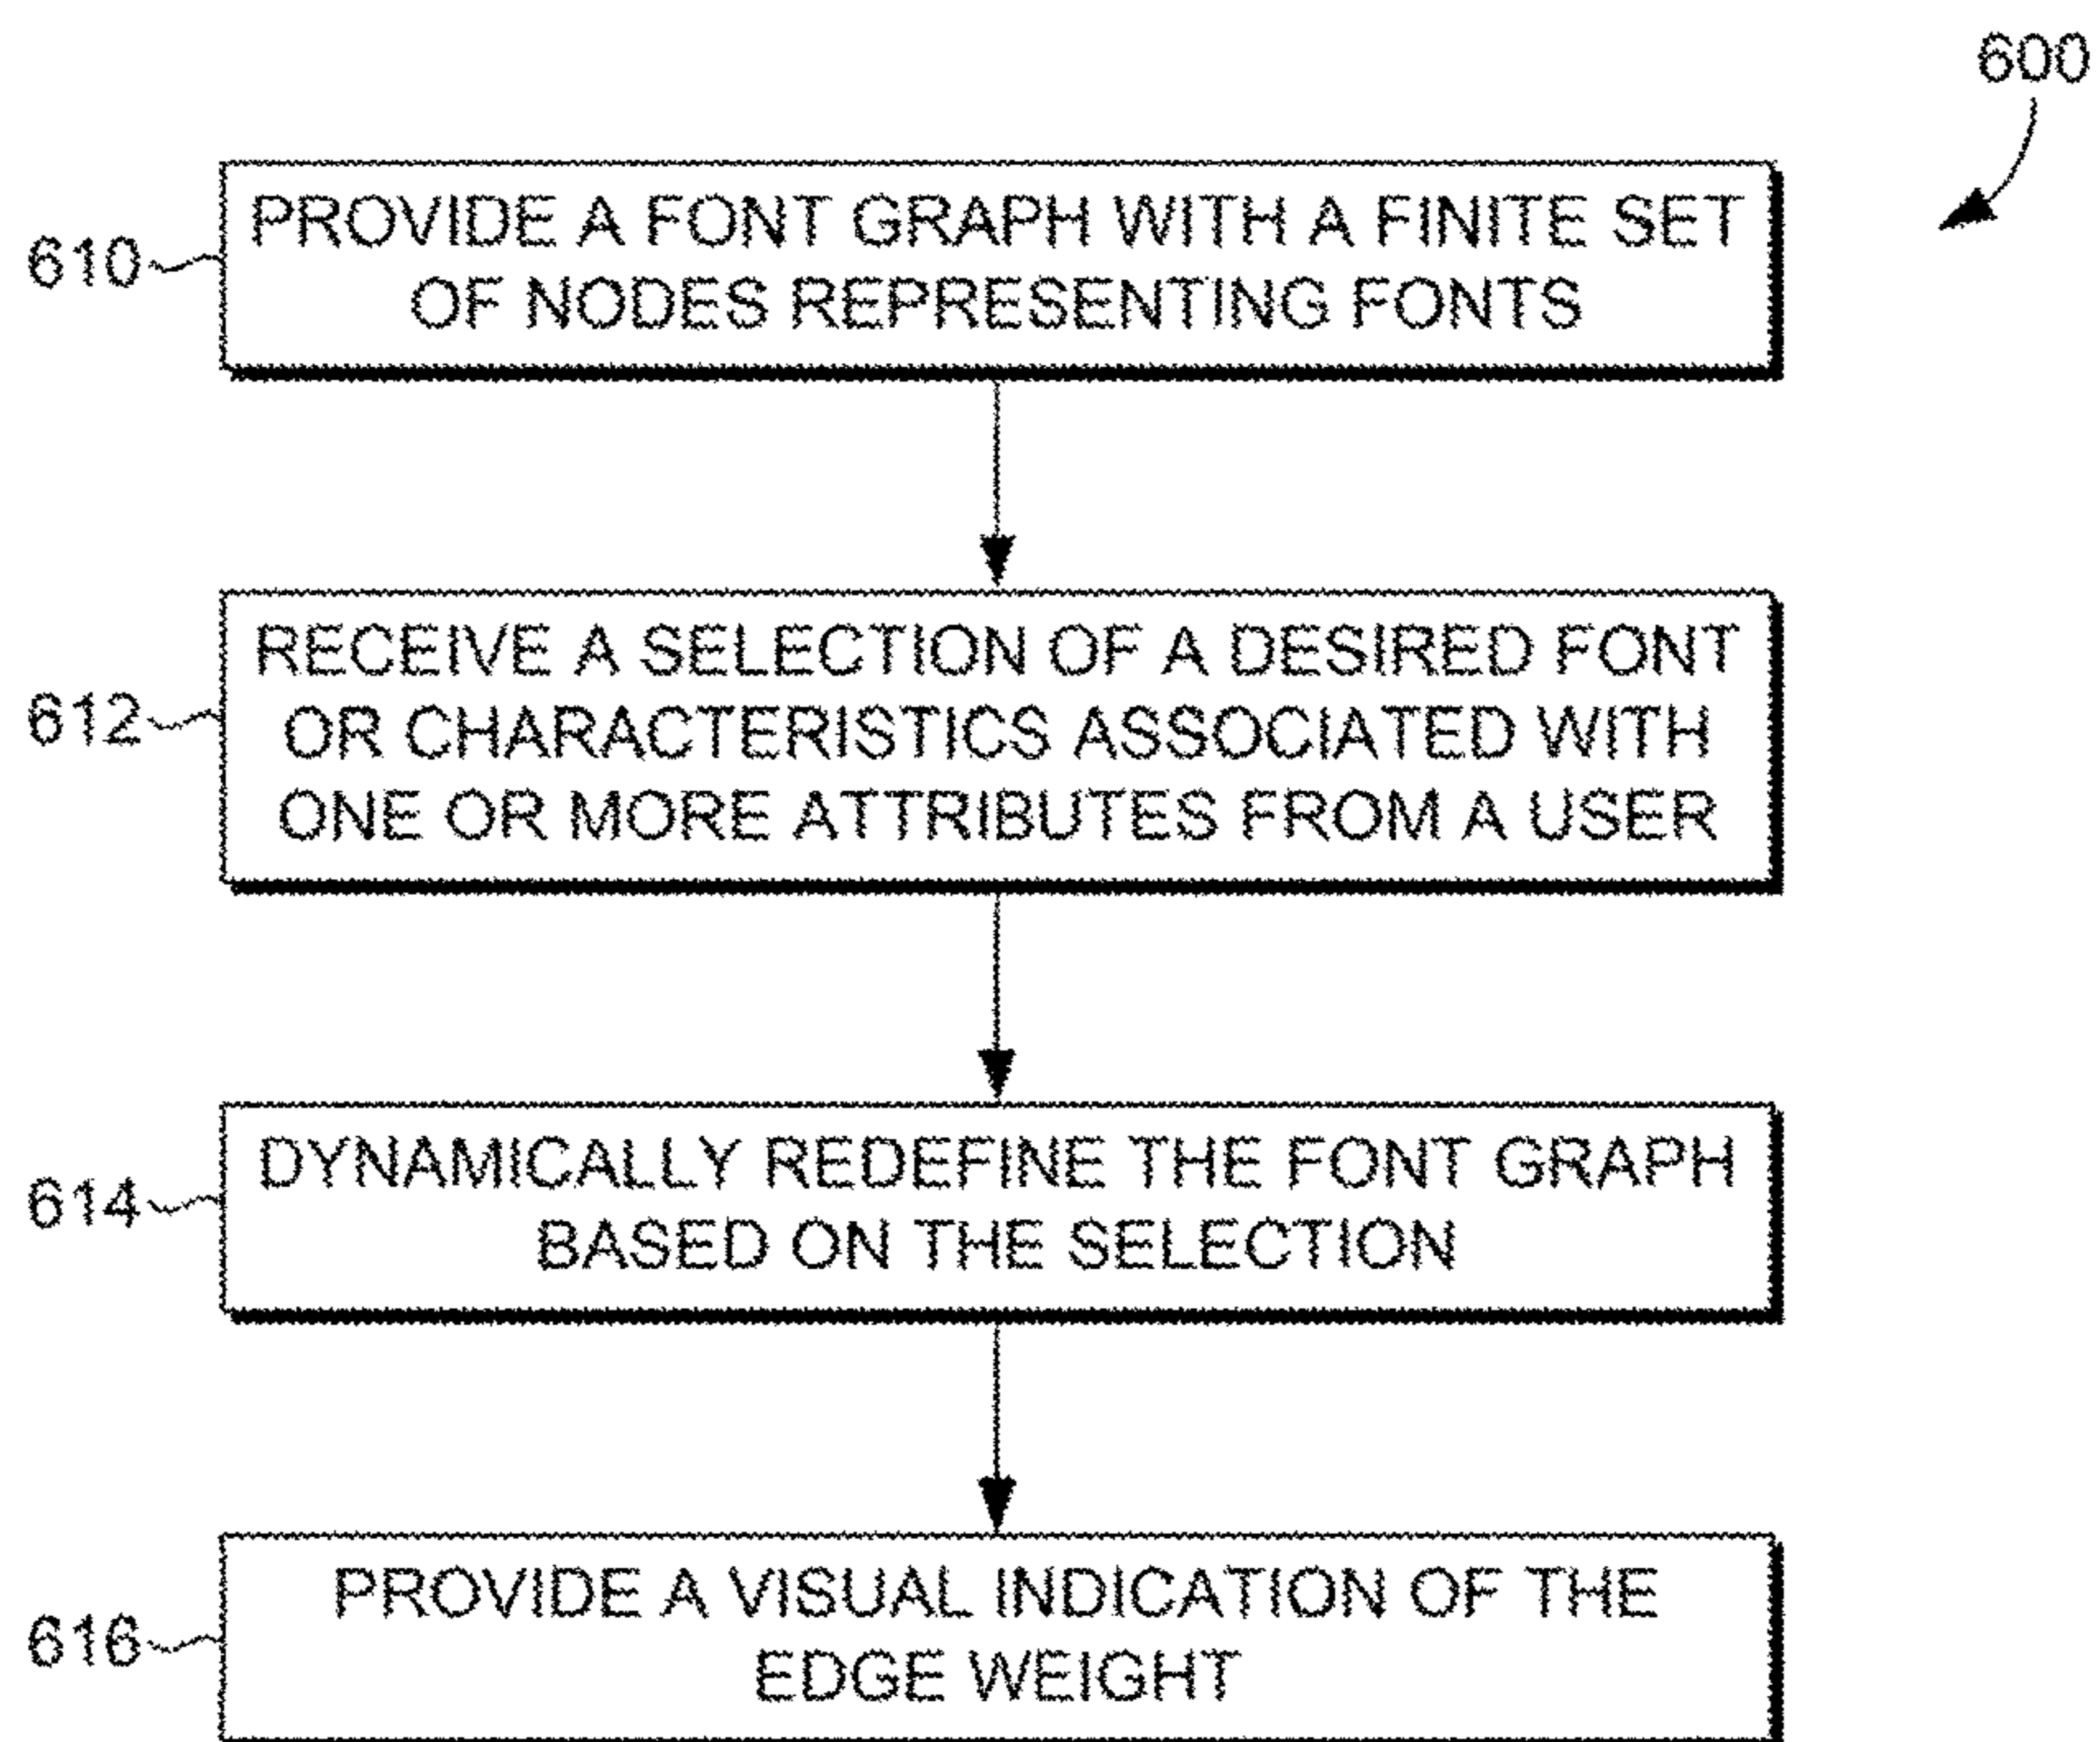 600
610
PROVIDE A FONT GRAPH WITH A FINITE SET
OF NODES REPRESENTING FONTS
612
RECEIVE A SELECTION OF A DESIRED FONT
OR CHARACTERISTICS ASSOCIATED WITH
ONE OR MORE ATTRIBUTES FROM A USER
614
DYNAMICALLY REDEFINE THE FONT GRAPH
BASED ON THE SELECTION
616
PROVIDE A VISUAL INDICATION OF THE
EDGE WEIGHT